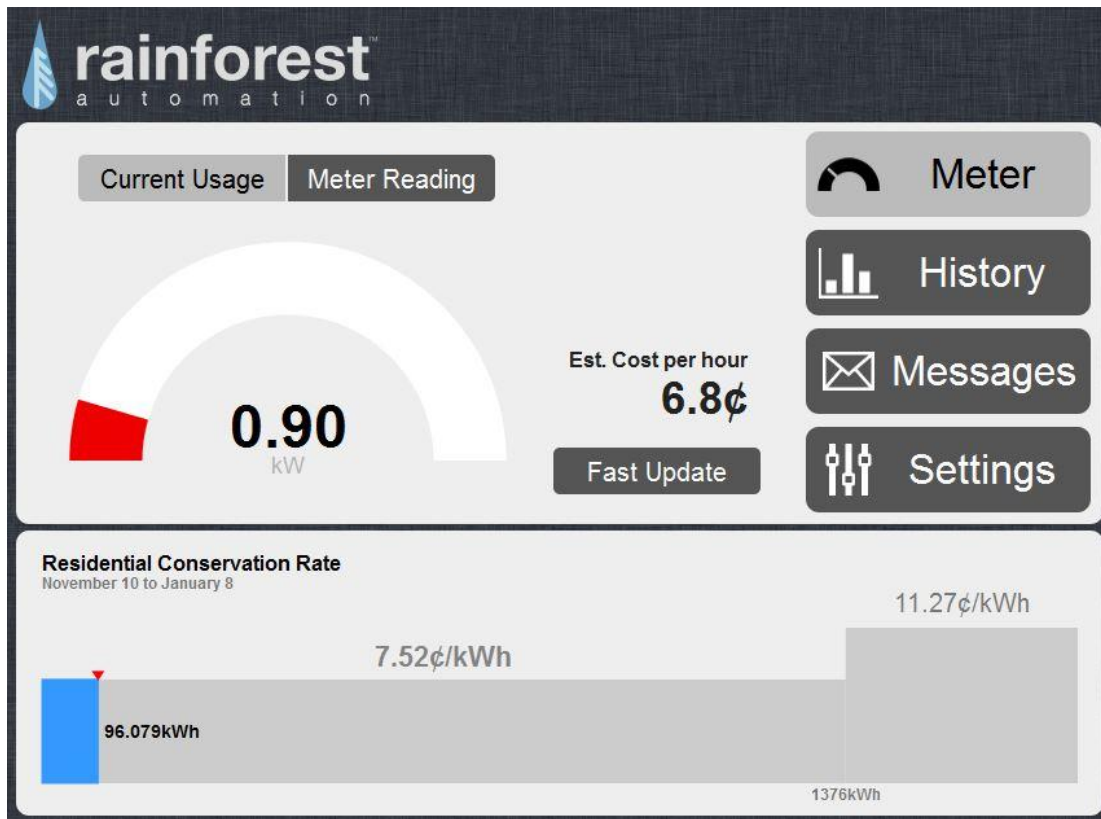 rainforest™
automation
Current Usage
Meter Reading
Meter
History
Messages
Settings
0.90
kW
Est. Cost per hour
6.8¢
Fast Update
Residential Conservation Rate
November 10 to January 8
11.27¢/kWh
7.52¢/kWh
96.079kWh
1376kWh